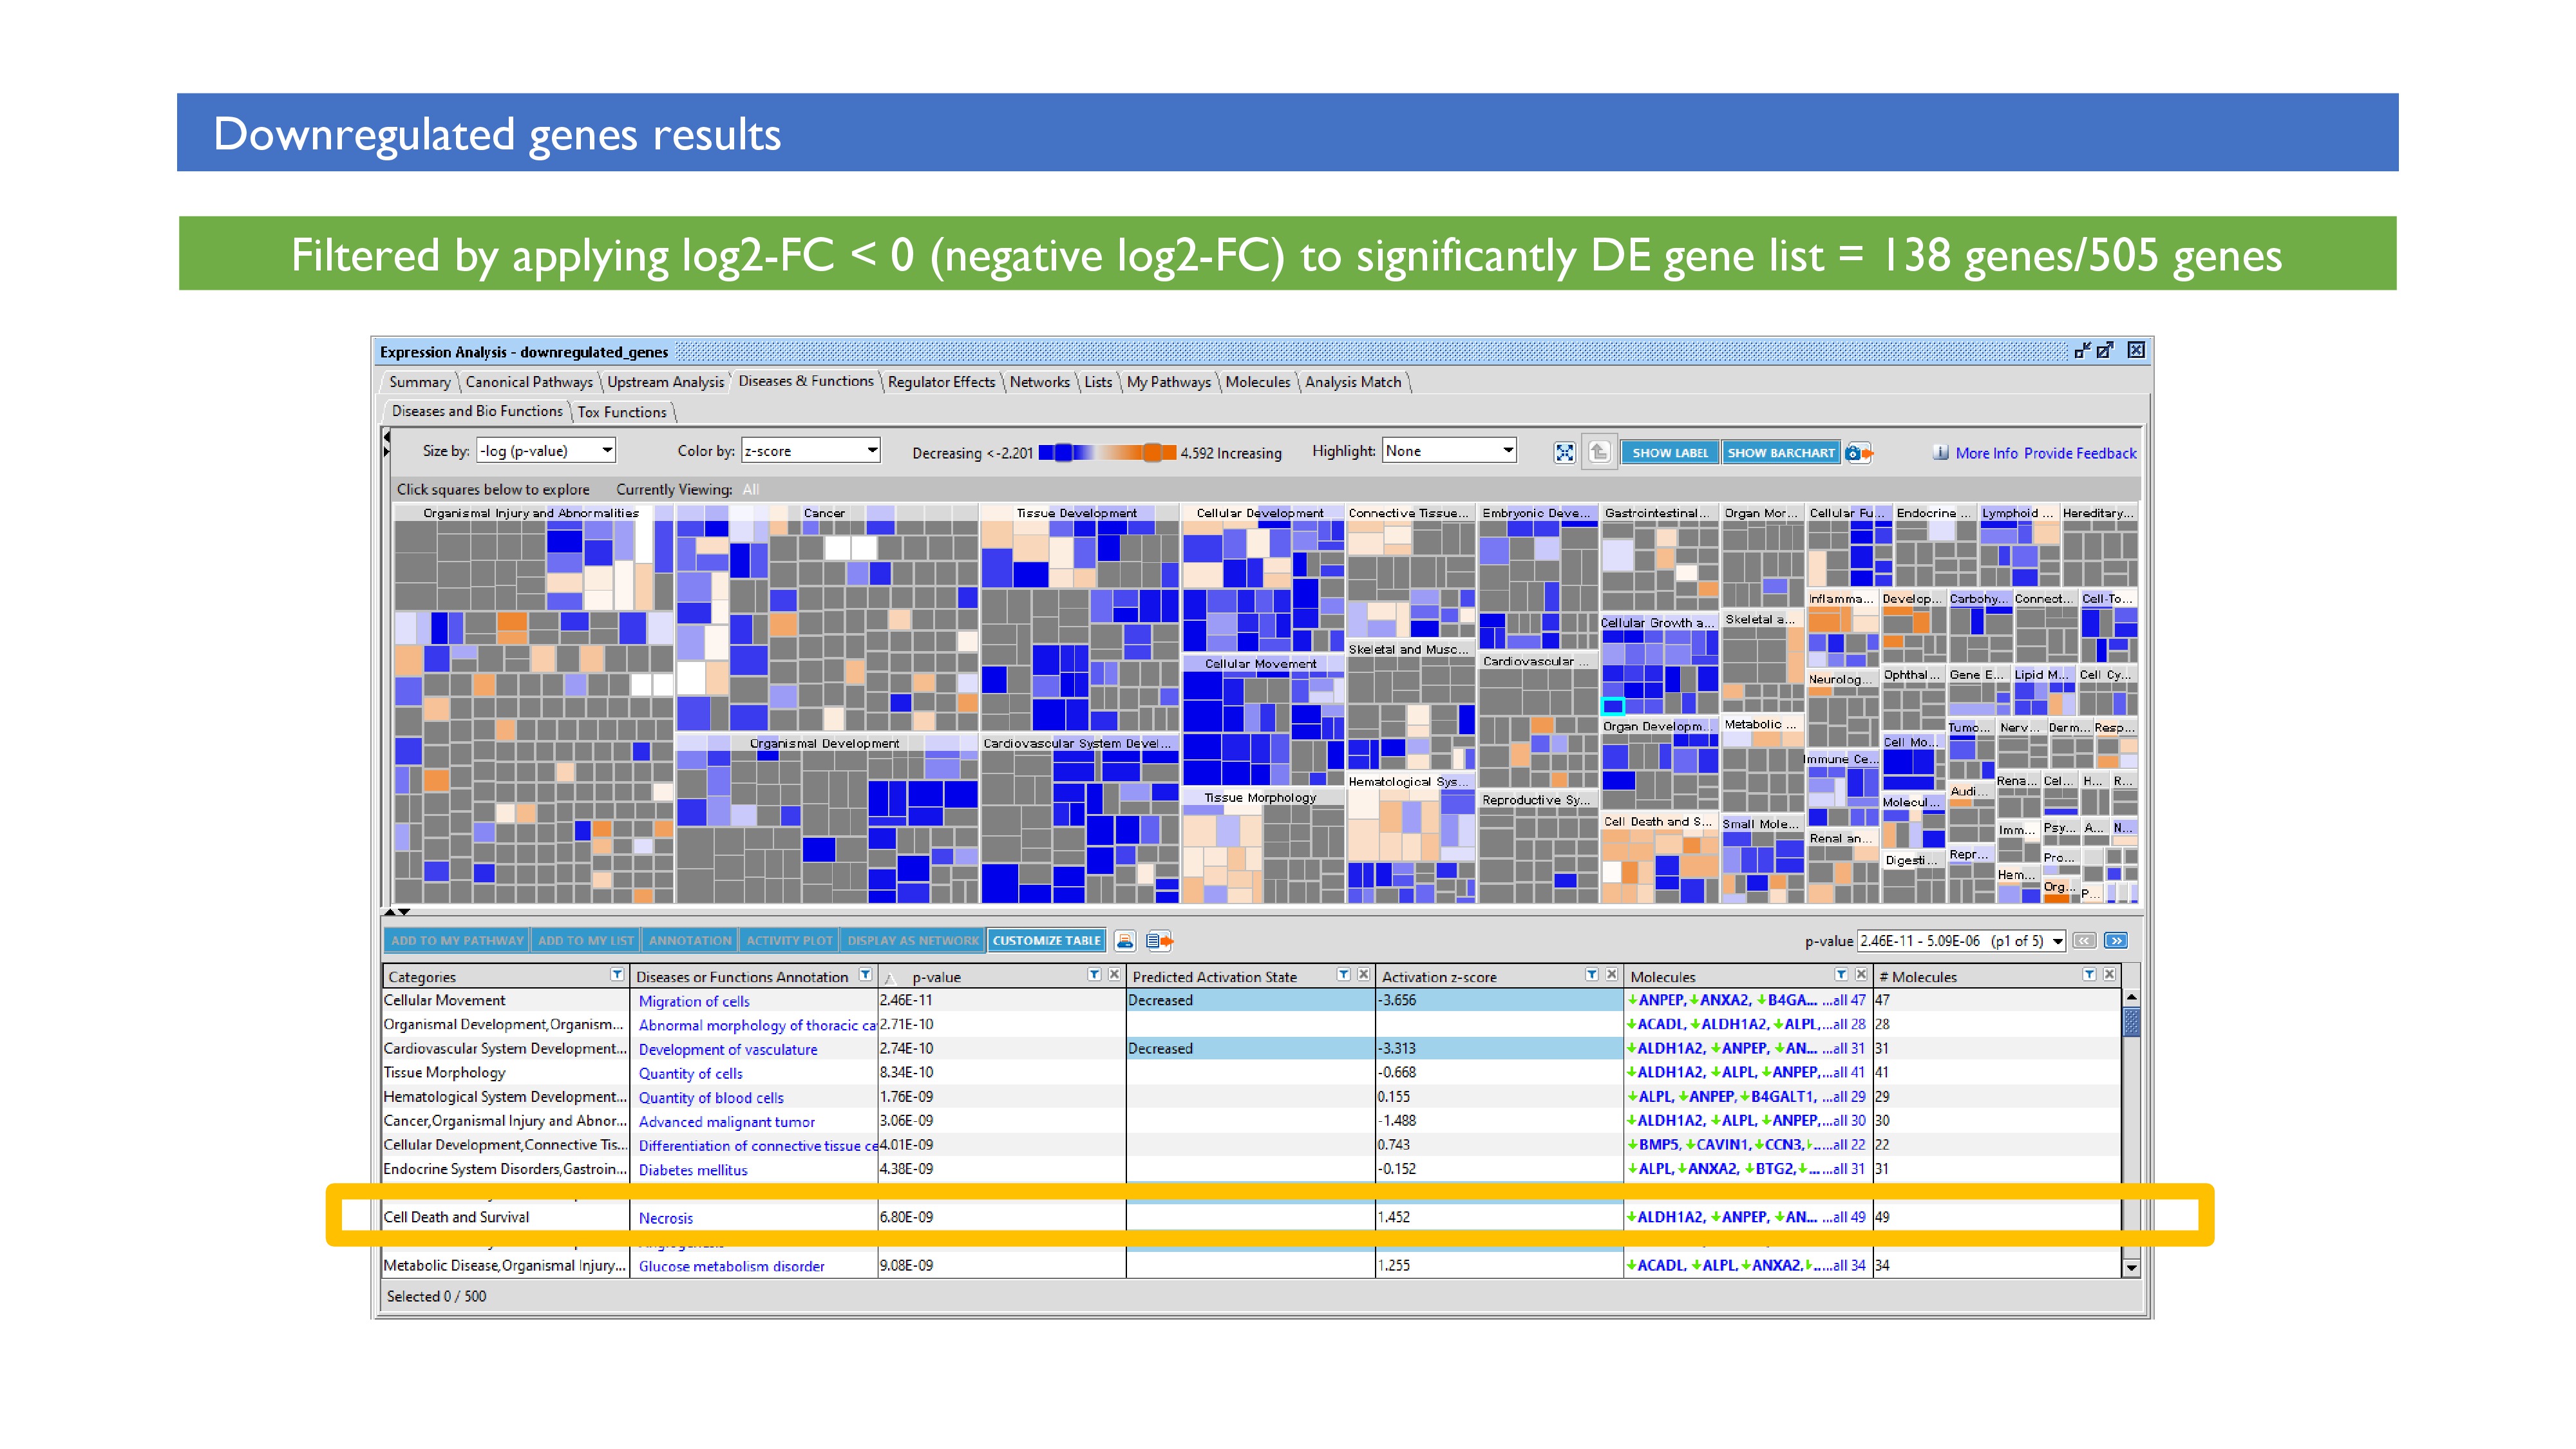 Downregulated genes results
Filtered by applying log2-FC < 0 (negative log2-FC) to significantly DE gene list = 138 genes/505 genes
Expression Analysis - downregulated_genes
Summary Canonical Pathways Upstream Analysis Diseases & Functions Regulator Effects Networks Lists My Pathways Molecules Analysis Match
Diseases and Bio Functions Tox Functions
Size by: -log (p-value) Color by: z-score Decreasing <-2.201 4.592 Increasing Highlight: None SHOW LABEL SHOW BARCHART More Info Provide Feedback
Click squares below to explore Currently Viewing: All
Organismal Injury and Abnormalities Cancer Tissue Development Cellular Development Connective Tissue... Embryonic Deve... Gastrointestinal... Organ Mor... Cellular Fu... Endocrine ... Lymphoid ... Hereditary...
Inflamma... Develop... Carbohy... Connect... Cell-To...
Cellular Growth a... Skeletal a...
Skeletal and Musc...
Cellular Movement Cardiovascular ... Neurolog... Ophthal... Gene E... Lipid M... Cell Cy...
Organ Developm... Metabolic ... Tumo... Nerv... Derm... Resp...
Organismal Development Cardiovascular System Devel... Cell Mo...
Immune Ce...
Hematological Sys... Rena... Cel... H... R...
Tissue Morphology Reproductive Sy... Molecul... Audi...
Cell Death and S... Small Mole... Imm... Psy... A... N...
Renal an... Digesti... Repr... Pro...
Hem... Org... P...
ADD TO MY PATHWAY ADD TO MY LIST ANNOTATION ACTIVITY PLOT DISPLAY AS NETWORK CUSTOMIZE TABLE p-value 2.46E-11 - 5.09E-06 (p1 of 5)
Categories Diseases or Functions Annotation p-value Predicted Activation State Activation z-score Molecules # Molecules
Cellular Movement Migration of cells 2.46E-11 Decreased -3.656 ↓ANPEP, ↓ANXA2, ↓B4GA... ...all 47 47
Organismal Development,Organism... Abnormal morphology of thoracic ca 2.71E-10 ↓ACADL, ↓ALDH1A2, ↓ALPL,...all 28 28
Cardiovascular System Development... Development of vasculature 2.74E-10 Decreased -3.313 ↓ALDH1A2, ↓ANPEP, ↓AN... ...all 31 31
Tissue Morphology Quantity of cells 8.34E-10 -0.668 ↓ALDH1A2, ↓ALPL, ↓ANPEP,...all 41 41
Hematological System Development... Quantity of blood cells 1.76E-09 0.155 ↓ALPL, ↓ANPEP, ↓B4GALT1, ...all 29 29
Cancer,Organismal Injury and Abnor... Advanced malignant tumor 3.06E-09 -1.488 ↓ALDH1A2, ↓ALPL, ↓ANPEP,...all 30 30
Cellular Development,Connective Tis... Differentiation of connective tissue ce 4.01E-09 0.743 ↓BMP5, ↓CAVIN1, ↓CCN3, ...all 22 22
Endocrine System Disorders,Gastroin... Diabetes mellitus 4.38E-09 -0.152 ↓ALPL, ↓ANXA2, ↓BTG2, ↓... ...all 31 31
Cell Death and Survival Necrosis 6.80E-09 1.452 ↓ALDH1A2, ↓ANPEP, ↓AN... ...all 49 49
Metabolic Disease,Organismal Injury... Glucose metabolism disorder 9.08E-09 1.255 ↓ACADL, ↓ALPL, ↓ANXA2, ...all 34 34
Selected 0 / 500